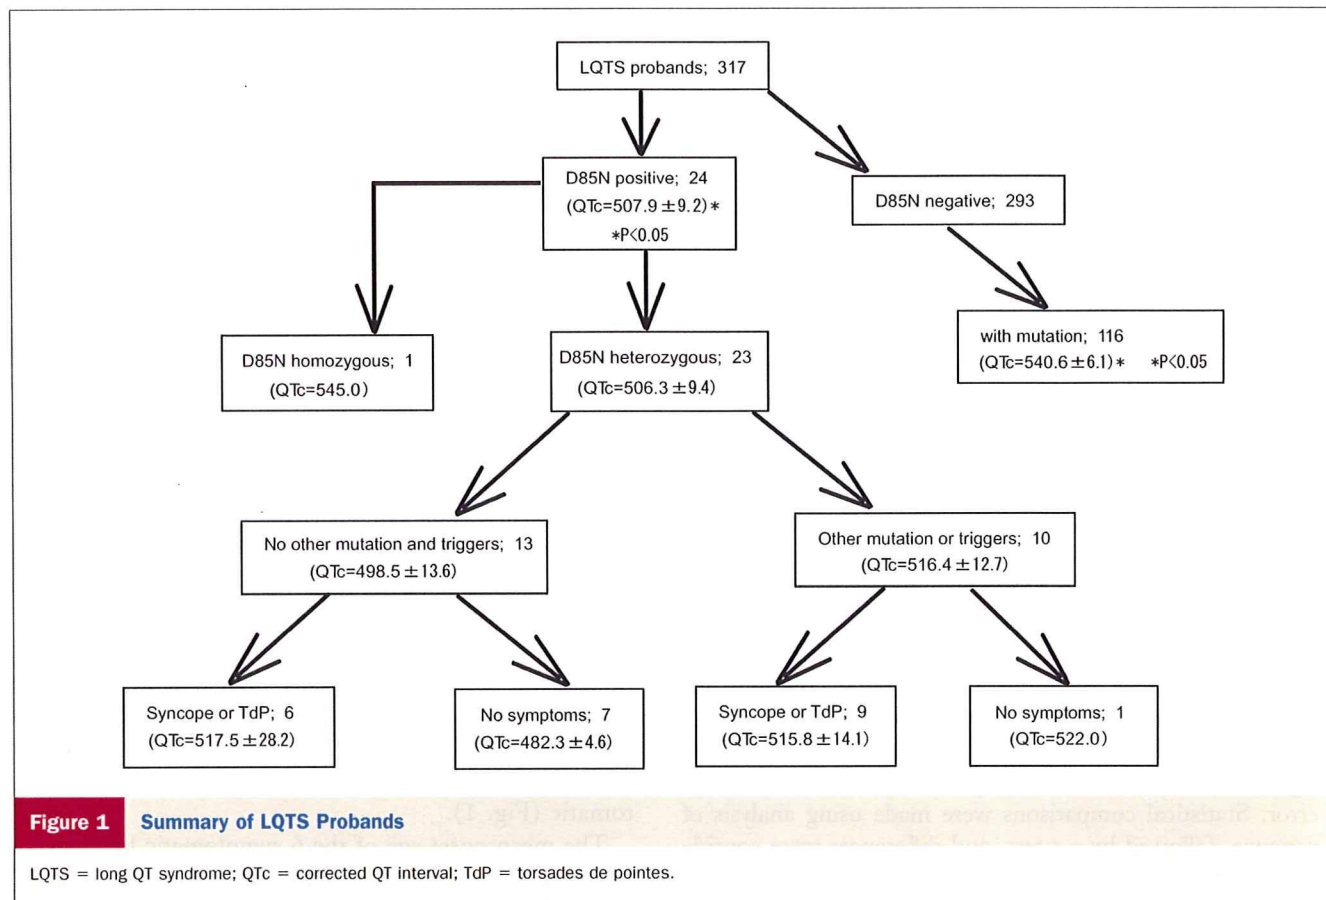 LQTS probands; 317
D85N positive; 24
(QTc=507.9±9.2)*
*P<0.05
D85N negative; 293
D85N homozygous; 1
(QTc=545.0)
D85N heterozygous; 23
(QTc=506.3±9.4)
with mutation; 116
(QTc=540.6±6.1)* *P<0.05
No other mutation and triggers; 13
(QTc=498.5±13.6)
Other mutation or triggers; 10
(QTc=516.4±12.7)
Syncope or TdP; 6
(QTc=517.5±28.2)
No symptoms; 7
(QTc=482.3±4.6)
Syncope or TdP; 9
(QTc=515.8±14.1)
No symptoms; 1
(QTc=522.0)
Figure 1 Summary of LQTS Probands
LQTS = long QT syndrome; QTc = corrected QT interval; TdP = torsades de pointes.